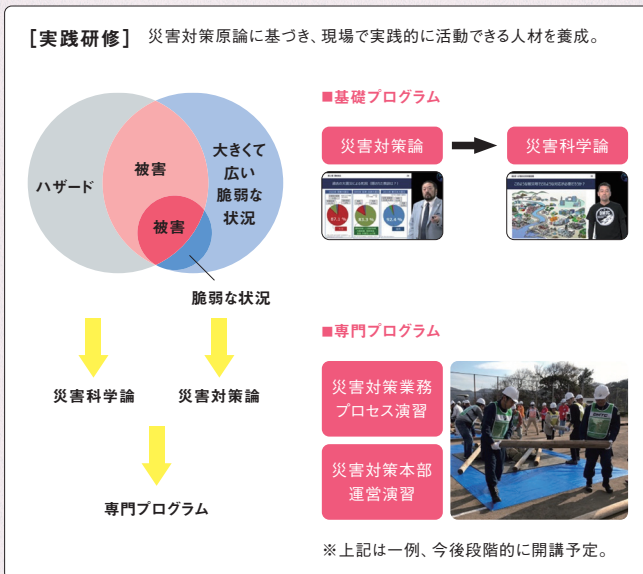 [実践研修] 災害対策原論に基づき、現場で実践的に活動できる人材を養成。
ハザード
被害
大きくて
広い
脆弱な
状況
被害
脆弱な状況
災害科学論
災害対策論
専門プログラム
■基礎プログラム
災害対策論
災害科学論
87.1 %
83.3 %
92.4 %
■専門プログラム
災害対策業務
プロセス演習
災害対策本部
運営演習
※上記は一例、今後段階的に開講予定。